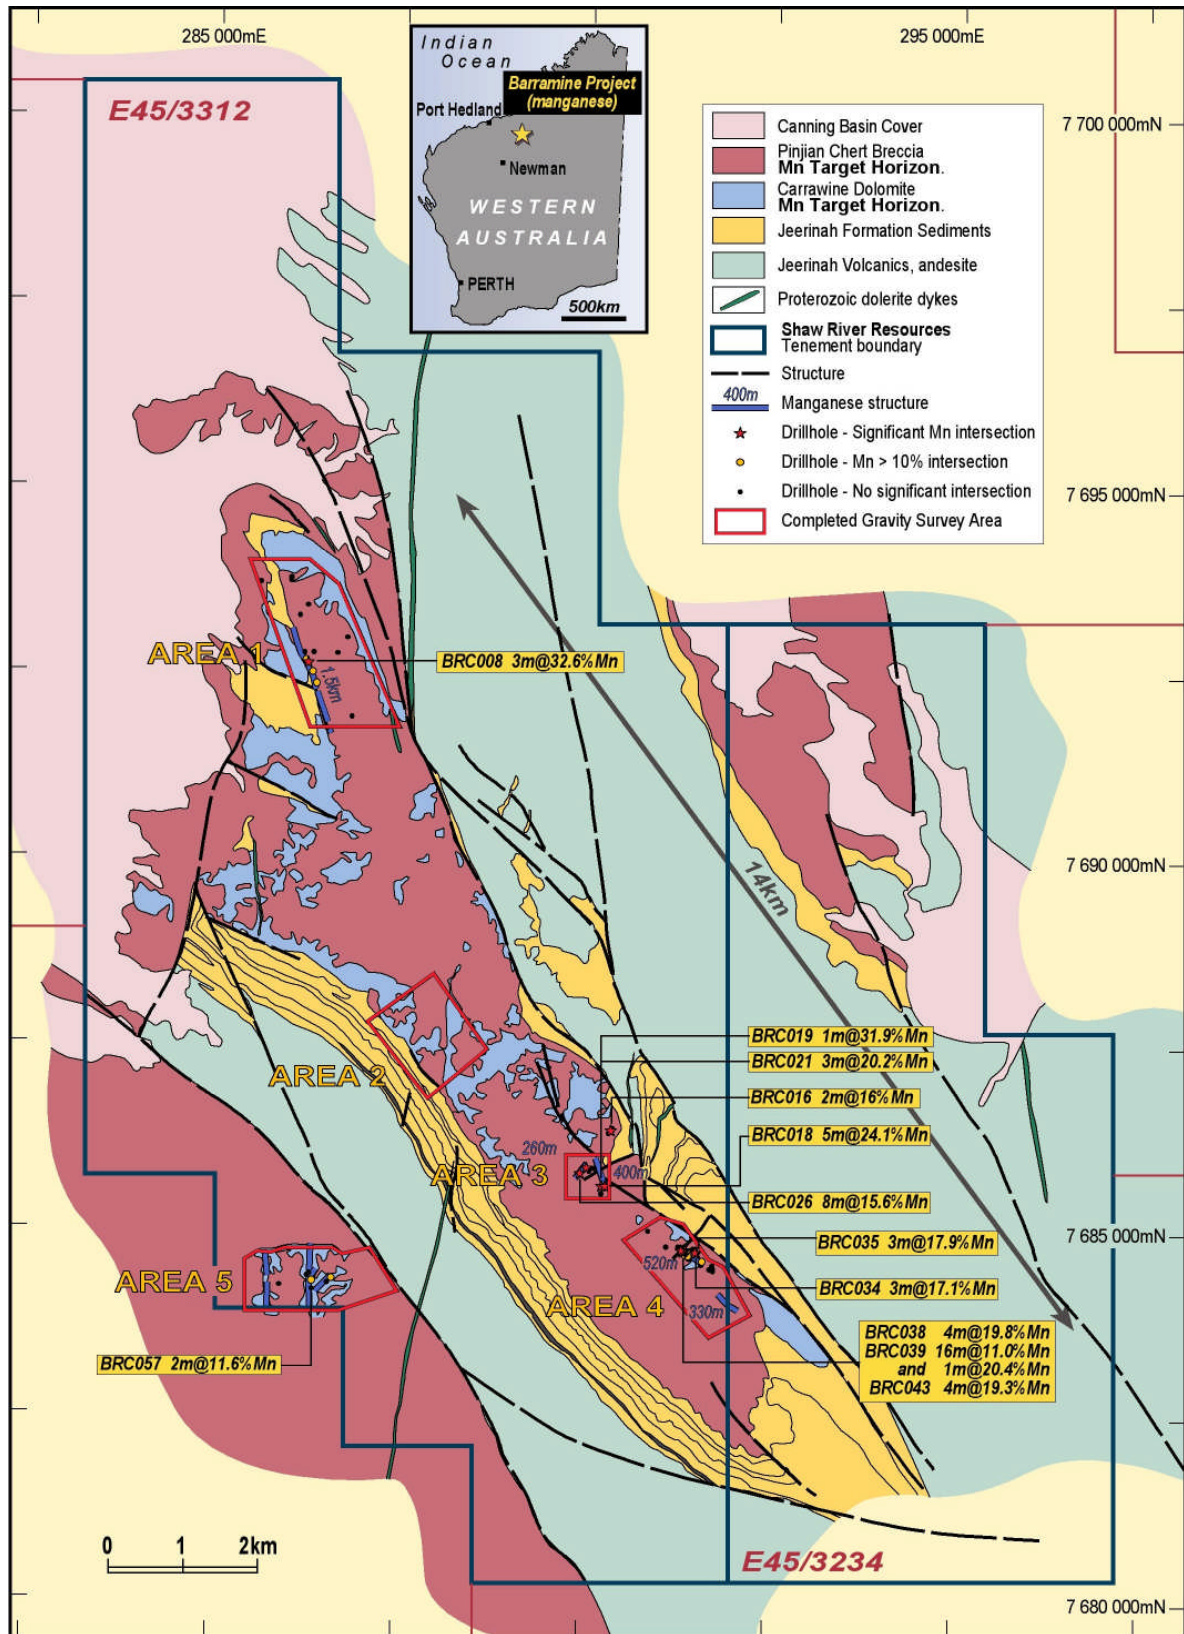 285 000mE
295 000mE
E45/3312
Indian
Ocean
Barramine Project
(manganese)
Port Hedland
Newman
WESTERN
AUSTRALIA
PERTH
500km
7 700 000mN
Canning Basin Cover
Pinjian Chert Breccia
Mn Target Horizon.
Carrawine Dolomite
Mn Target Horizon.
Jeerinah Formation Sediments
Jeerinah Volcanics, andesite
Proterozoic dolerite dykes
Shaw River Resources
Tenement boundary
Structure
400m
Manganese structure
Drillhole - Significant Mn intersection
Drillhole - Mn > 10% intersection
Drillhole - No significant intersection
Completed Gravity Survey Area
7 695 000mN
AREA 1
1.5km
BRC008 3m@32.6%Mn
14km
7 690 000mN
AREA 2
BRC019 1m@31.9%Mn
BRC021 3m@20.2%Mn
BRC016 2m@16%Mn
BRC018 5m@24.1%Mn
260m
AREA 3
400m
BRC026 8m@15.6%Mn
7 685 000mN
BRC035 3m@17.9%Mn
520m
AREA 5
BRC034 3m@17.1%Mn
AREA 4
330m
BRC038 4m@19.8%Mn
BRC039 16m@11.0%Mn
and 1m@20.4%Mn
BRC043 4m@19.3%Mn
BRC057 2m@11.6%Mn
0 1 2km
E45/3234
7 680 000mN